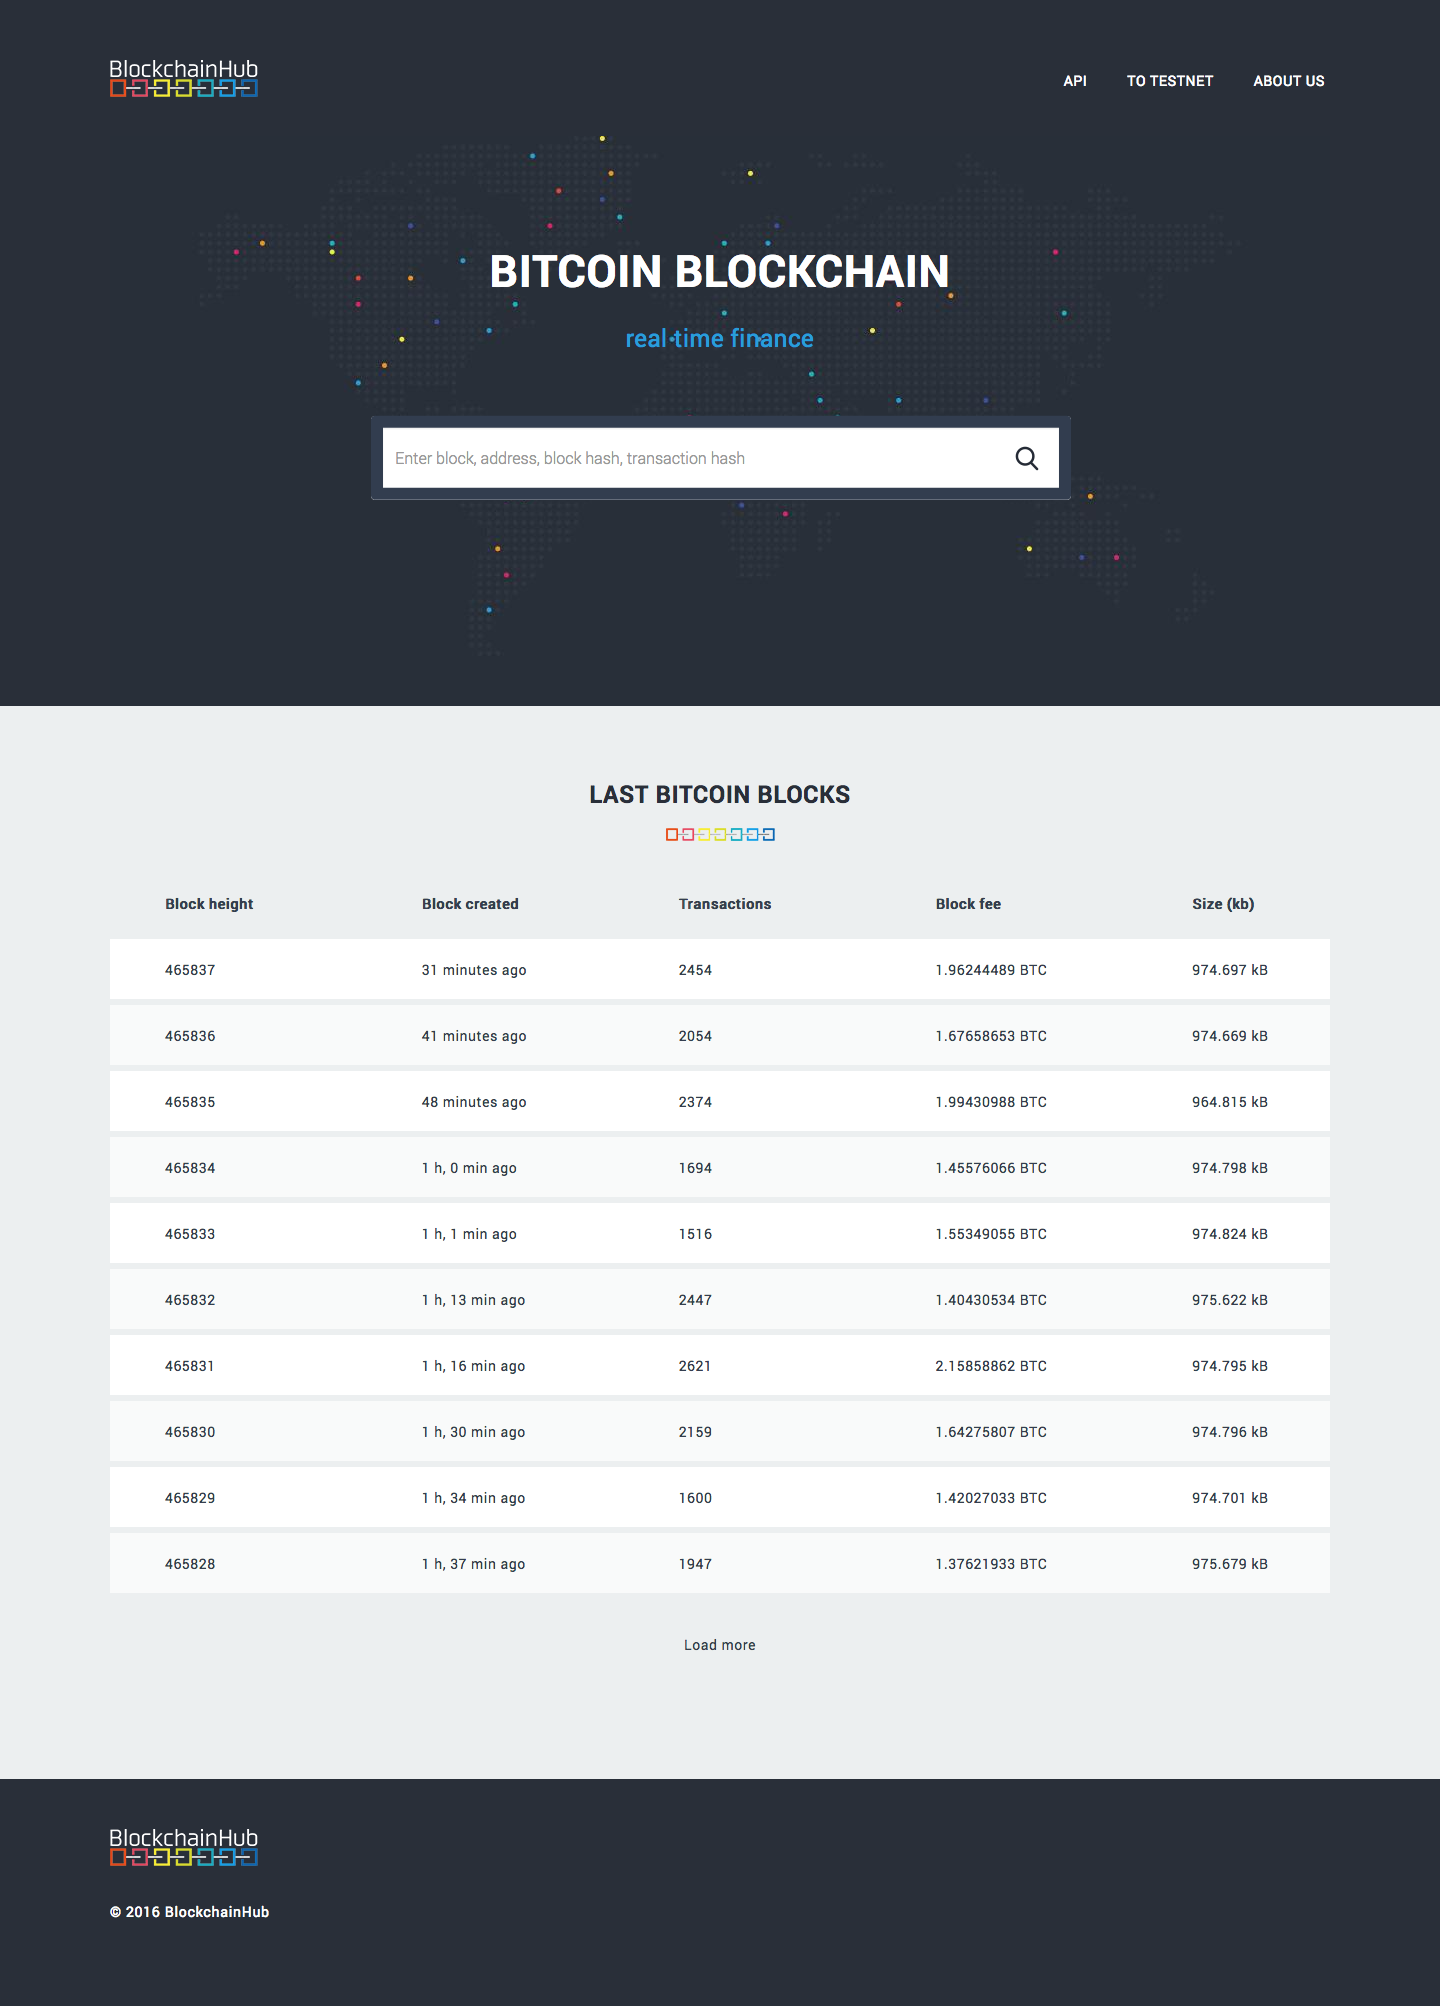 BlockchainHub
API TO TESTNET ABOUT US
BITCOIN BLOCKCHAIN
real time finance
Enter block, address, block hash, transaction hash
LAST BITCOIN BLOCKS
Block height Block created Transactions Block fee Size (kb)
465837 31 minutes ago 2454 1.96244489 BTC 974.697 kB
465836 41 minutes ago 2054 1.67658653 BTC 974.669 kB
465835 48 minutes ago 2374 1.99430988 BTC 964.815 kB
465834 1 h, 0 min ago 1694 1.45576066 BTC 974.798 kB
465833 1 h, 1 min ago 1516 1.55349055 BTC 974.824 kB
465832 1 h, 13 min ago 2447 1.40430534 BTC 975.622 kB
465831 1 h, 16 min ago 2621 2.15858862 BTC 974.795 kB
465830 1 h, 30 min ago 2159 1.64275807 BTC 974.796 kB
465829 1 h, 34 min ago 1600 1.42027033 BTC 974.701 kB
465828 1 h, 37 min ago 1947 1.37621933 BTC 975.679 kB
Load more
BlockchainHub
© 2016 BlockchainHub